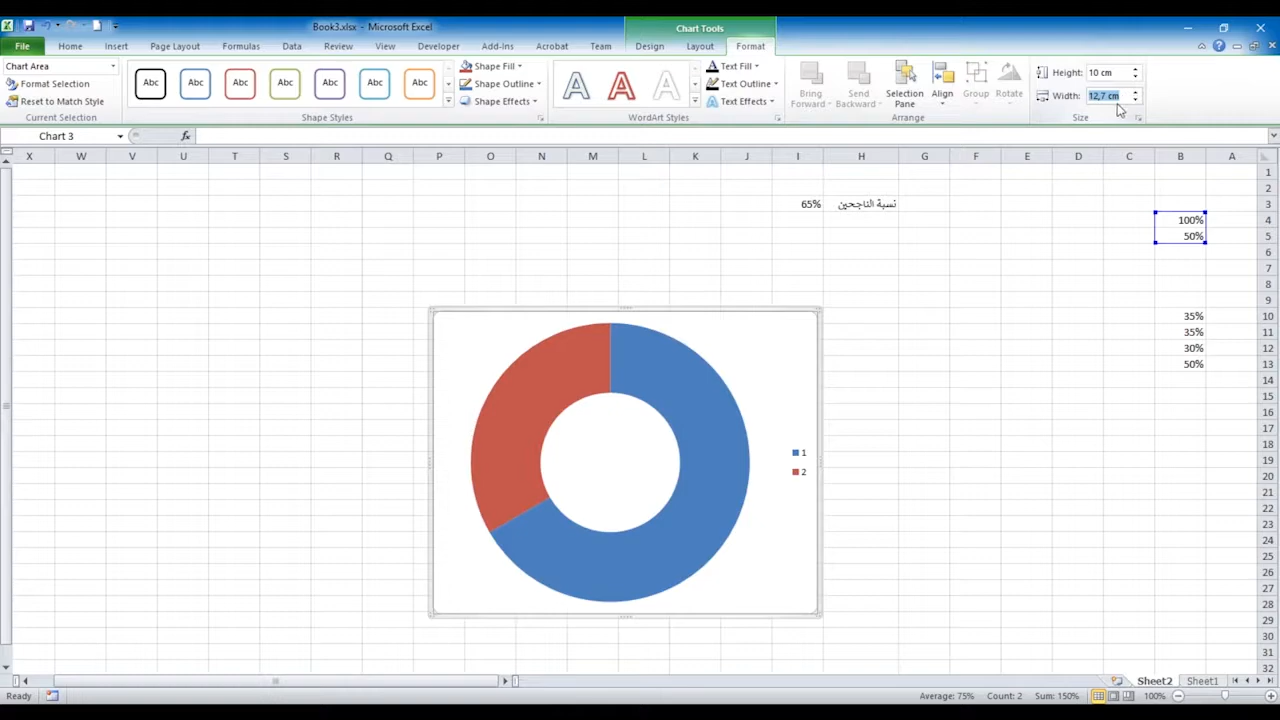 Book3.xlsx - Microsoft Excel
Chart Tools
File Home Insert Page Layout Formulas Data Review View Developer Add-Ins Acrobat Team Design Layout Format
Chart Area
Format Selection
Reset to Match Style
Current Selection
Abc Abc Abc Abc Abc Abc Abc
Shape Fill
Shape Outline
Shape Effects
Shape Styles
A A A
Text Fill
Text Outline
Text Effects
WordArt Styles
Bring Forward
Send Backward
Selection Pane
Align
Group
Rotate
Arrange
Height: 10 cm
Width: 12,7 cm
Size
Chart 3
fx
X W V U T S R Q P O N M L K J I H G F E D C B A
1
2
65% نسبة الناجحين 3
100% 4
50% 5
6
7
8
9
35% 10
35% 11
30% 12
50% 13
14
15
16
17
18
1
19
2
20
21
22
23
24
25
26
27
28
29
30
31
32
Sheet2 Sheet1
Ready
Average: 75% Count: 2 Sum: 150% 100%